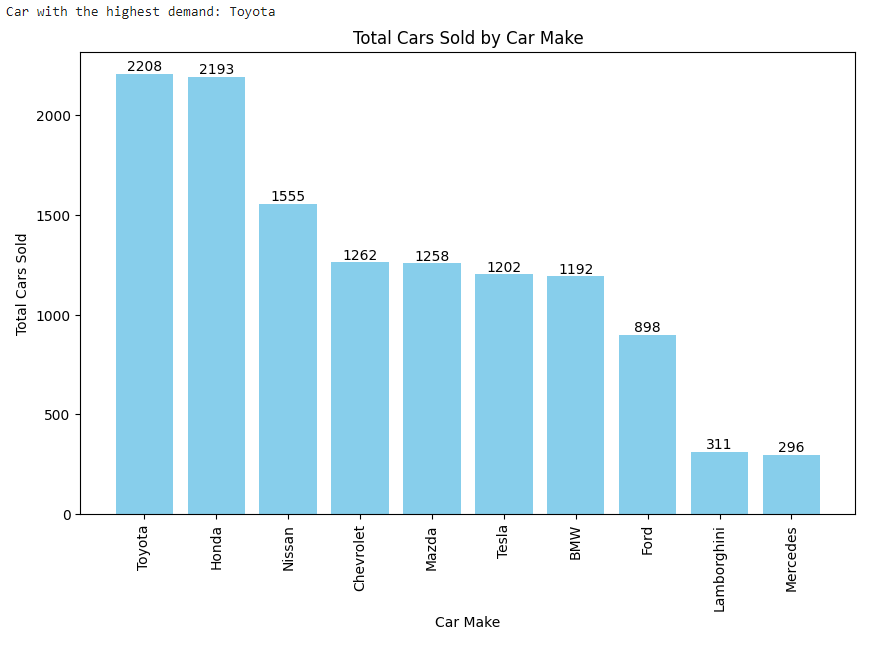 Car with the highest demand: Toyota
Total Cars Sold by Car Make
2208
2193
1555
1262
1258
1202
1192
898
311
296
2000
1500
1000
500
0
Total Cars Sold
Toyota
Honda
Nissan
Chevrolet
Mazda
Tesla
BMW
Ford
Lamborghini
Mercedes
Car Make